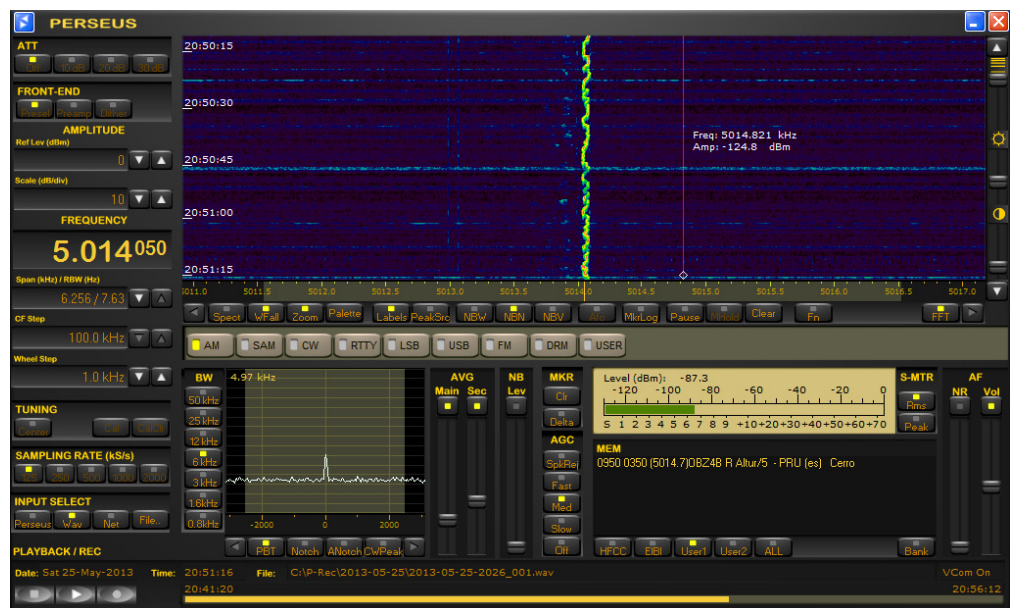 PERSEUS
ATT
Off 10 dB 20 dB 30 dB
FRONT-END
Presel Preamp Dither
AMPLITUDE
Ref Lev (dBm)
0
Scale (dB/div)
10
FREQUENCY
5.014050
Span (kHz) / RBW (Hz)
6.256 / 7.63
CF Step
100.0 kHz
Wheel Step
1.0 kHz
TUNING
Center Call CalClr
SAMPLING RATE (kS/s)
125 250 500 1000 2000
INPUT SELECT
Perseus Wav Net File..
PLAYBACK / REC
20:50:15
20:50:30
20:50:45
20:51:00
20:51:15
Freq: 5014.821 kHz
Amp: -124.8 dBm
5011.0 5011.5 5012.0 5012.5 5013.0 5013.5 5014.0 5014.5 5015.0 5015.5 5016.0 5016.5 5017.0
Spect WFall Zoom Palette Labels PeakSrc NBW NBN NBV Afc MkrLog Pause MHold Clear Fn FFT
AM SAM CW RTTY LSB USB FM DRM USER
BW
50 kHz
25 kHz
12 kHz
6 kHz
3 kHz
1.6kHz
0.8kHz
4.97 kHz
-2000 0 2000
PBT Notch ANotch CWPeak
AVG
Main Sec
NB
Lev
MKR
Clr
Delta
AGC
SpkRej
Fast
Med
Slow
Off
Level (dBm): -87.3
-120 -100 -80 -60 -40 -20 0
S 1 2 3 4 5 6 7 8 9 +10+20+30+40+50+60+70
S-MTR
Rms
Peak
AF
NR Vol
MEM
0950 0350 (5014.7)OBZ4B R Altur/5 - PRU (es) Cerro
HFCC EIBI User1 User2 ALL Bank
Date: Sat 25-May-2013 Time: 20:51:16 File: C:\P-Rec\2013-05-25\2013-05-25-2026_001.wav VCom On
20:41:20 20:56:12